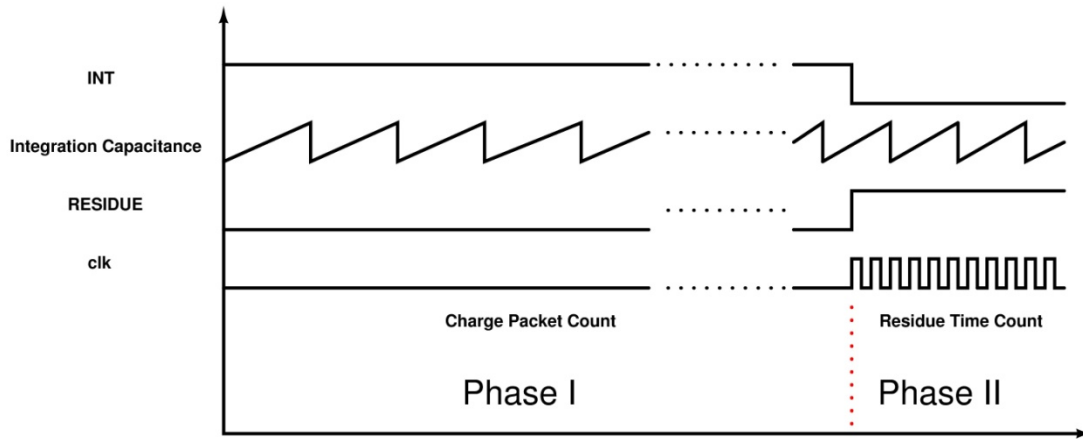 INT
Integration Capacitance
RESIDUE
clk
Charge Packet Count
Residue Time Count
Phase I
Phase II